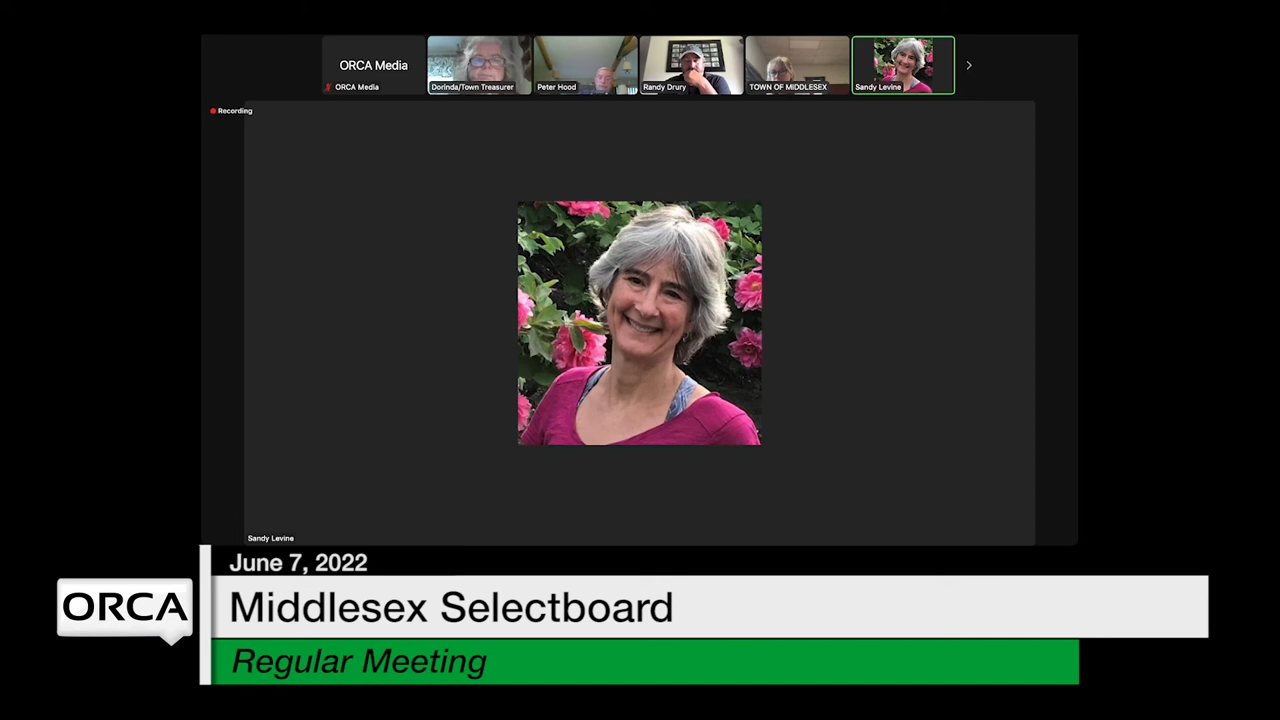 ORCA Media
ORCA Media
Dorinda/Town Treasurer
Peter Hood
Randy Drury
TOWN OF MIDDLESEX
Sandy Levine
Recording
Sandy Levine
June 7, 2022
ORCA
Middlesex Selectboard
Regular Meeting